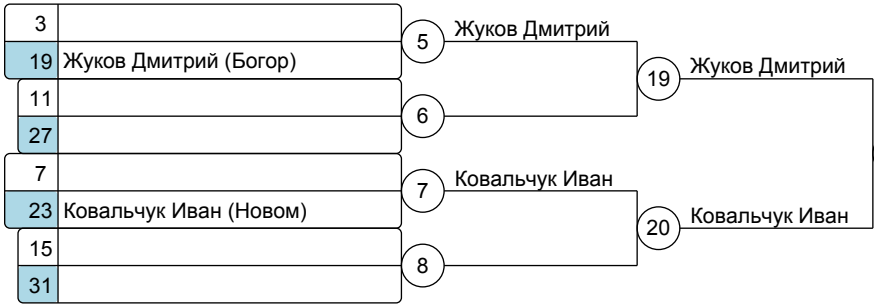 3
19 Жуков Дмитрий (Богор)
11
27
7
23 Ковальчук Иван (Новом)
15
31
5 Жуков Дмитрий
6
7 Ковальчук Иван
8
19 Жуков Дмитрий
20 Ковальчук Иван